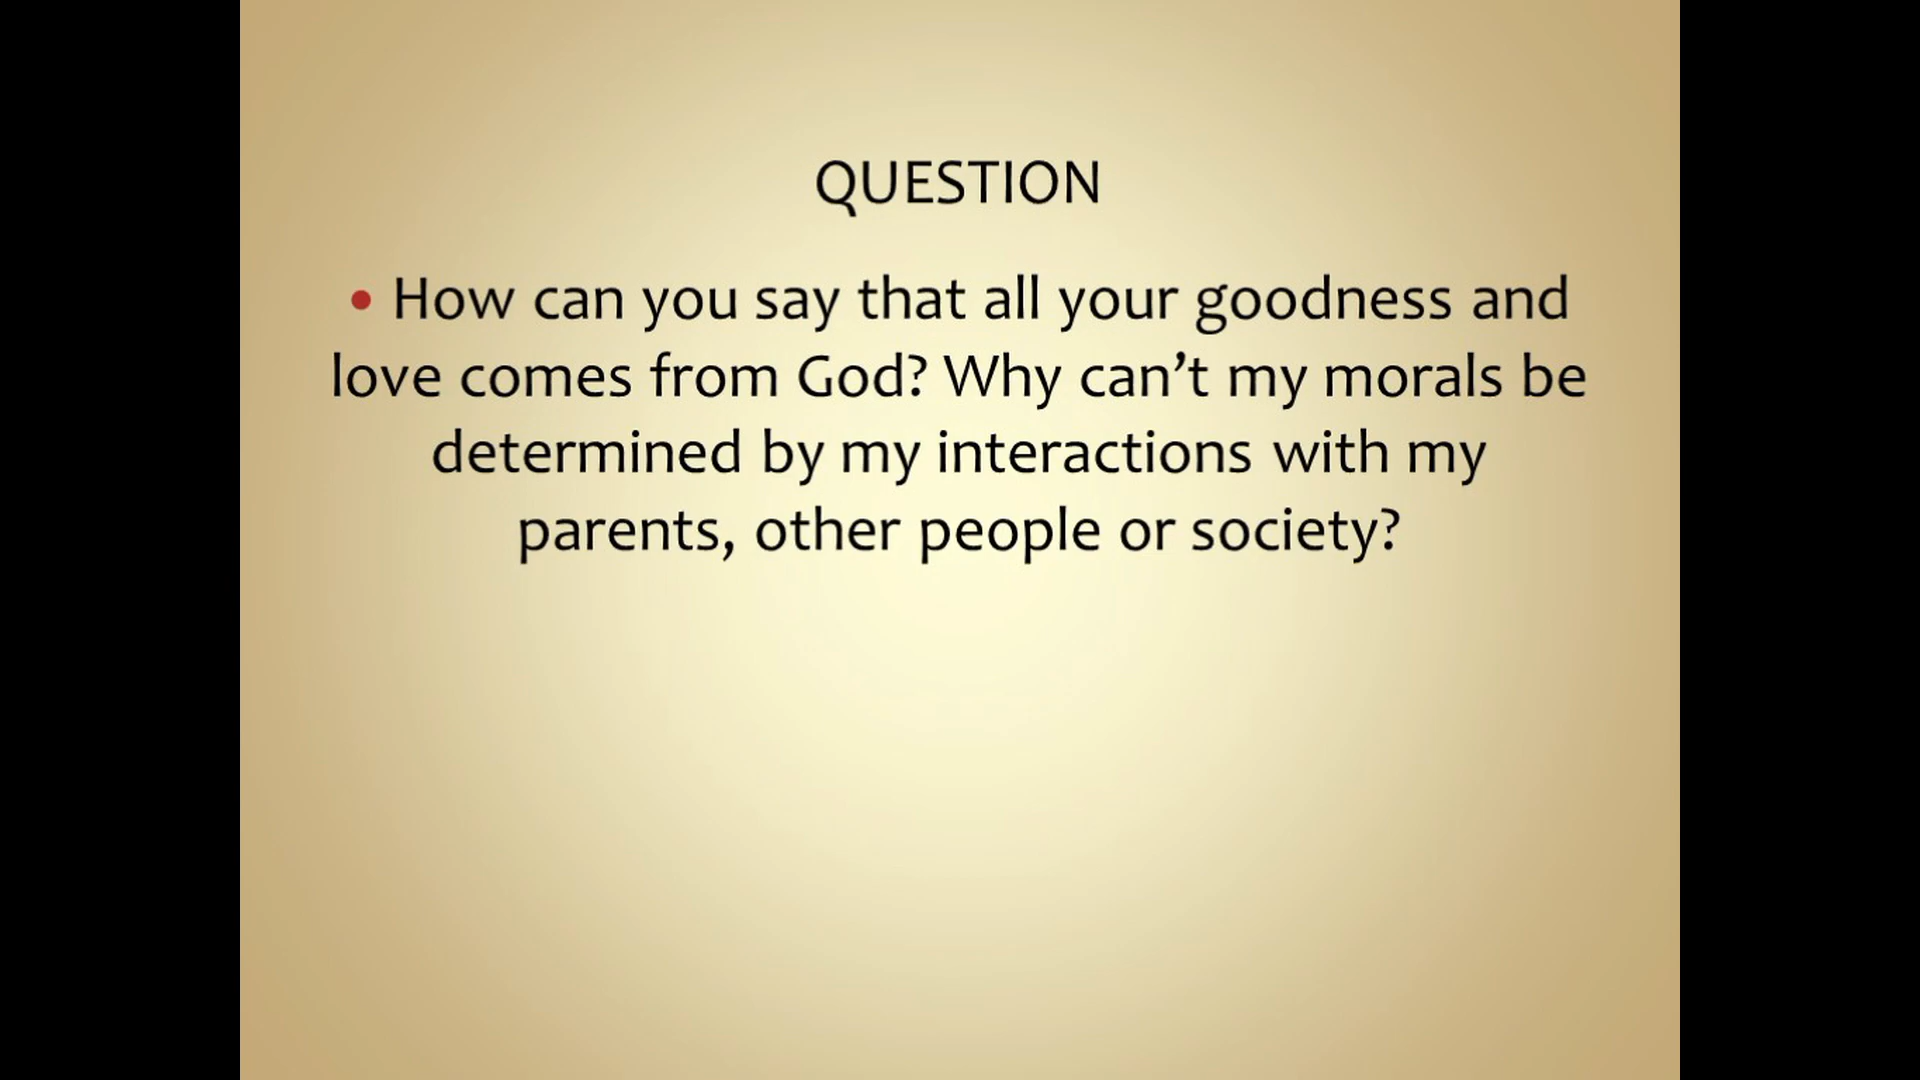 QUESTION
• How can you say that all your goodness and
love comes from God? Why can’t my morals be
determined by my interactions with my
parents, other people or society?